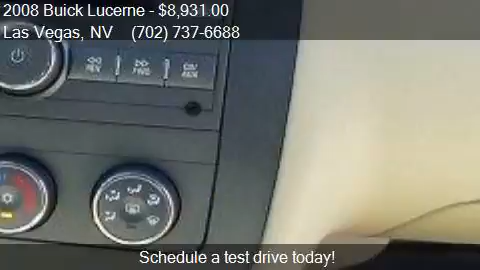 2008 Buick Lucerne - $8,931.00
Las Vegas, NV (702) 737-6688
REV FWD CD/AUX
Schedule a test drive today!